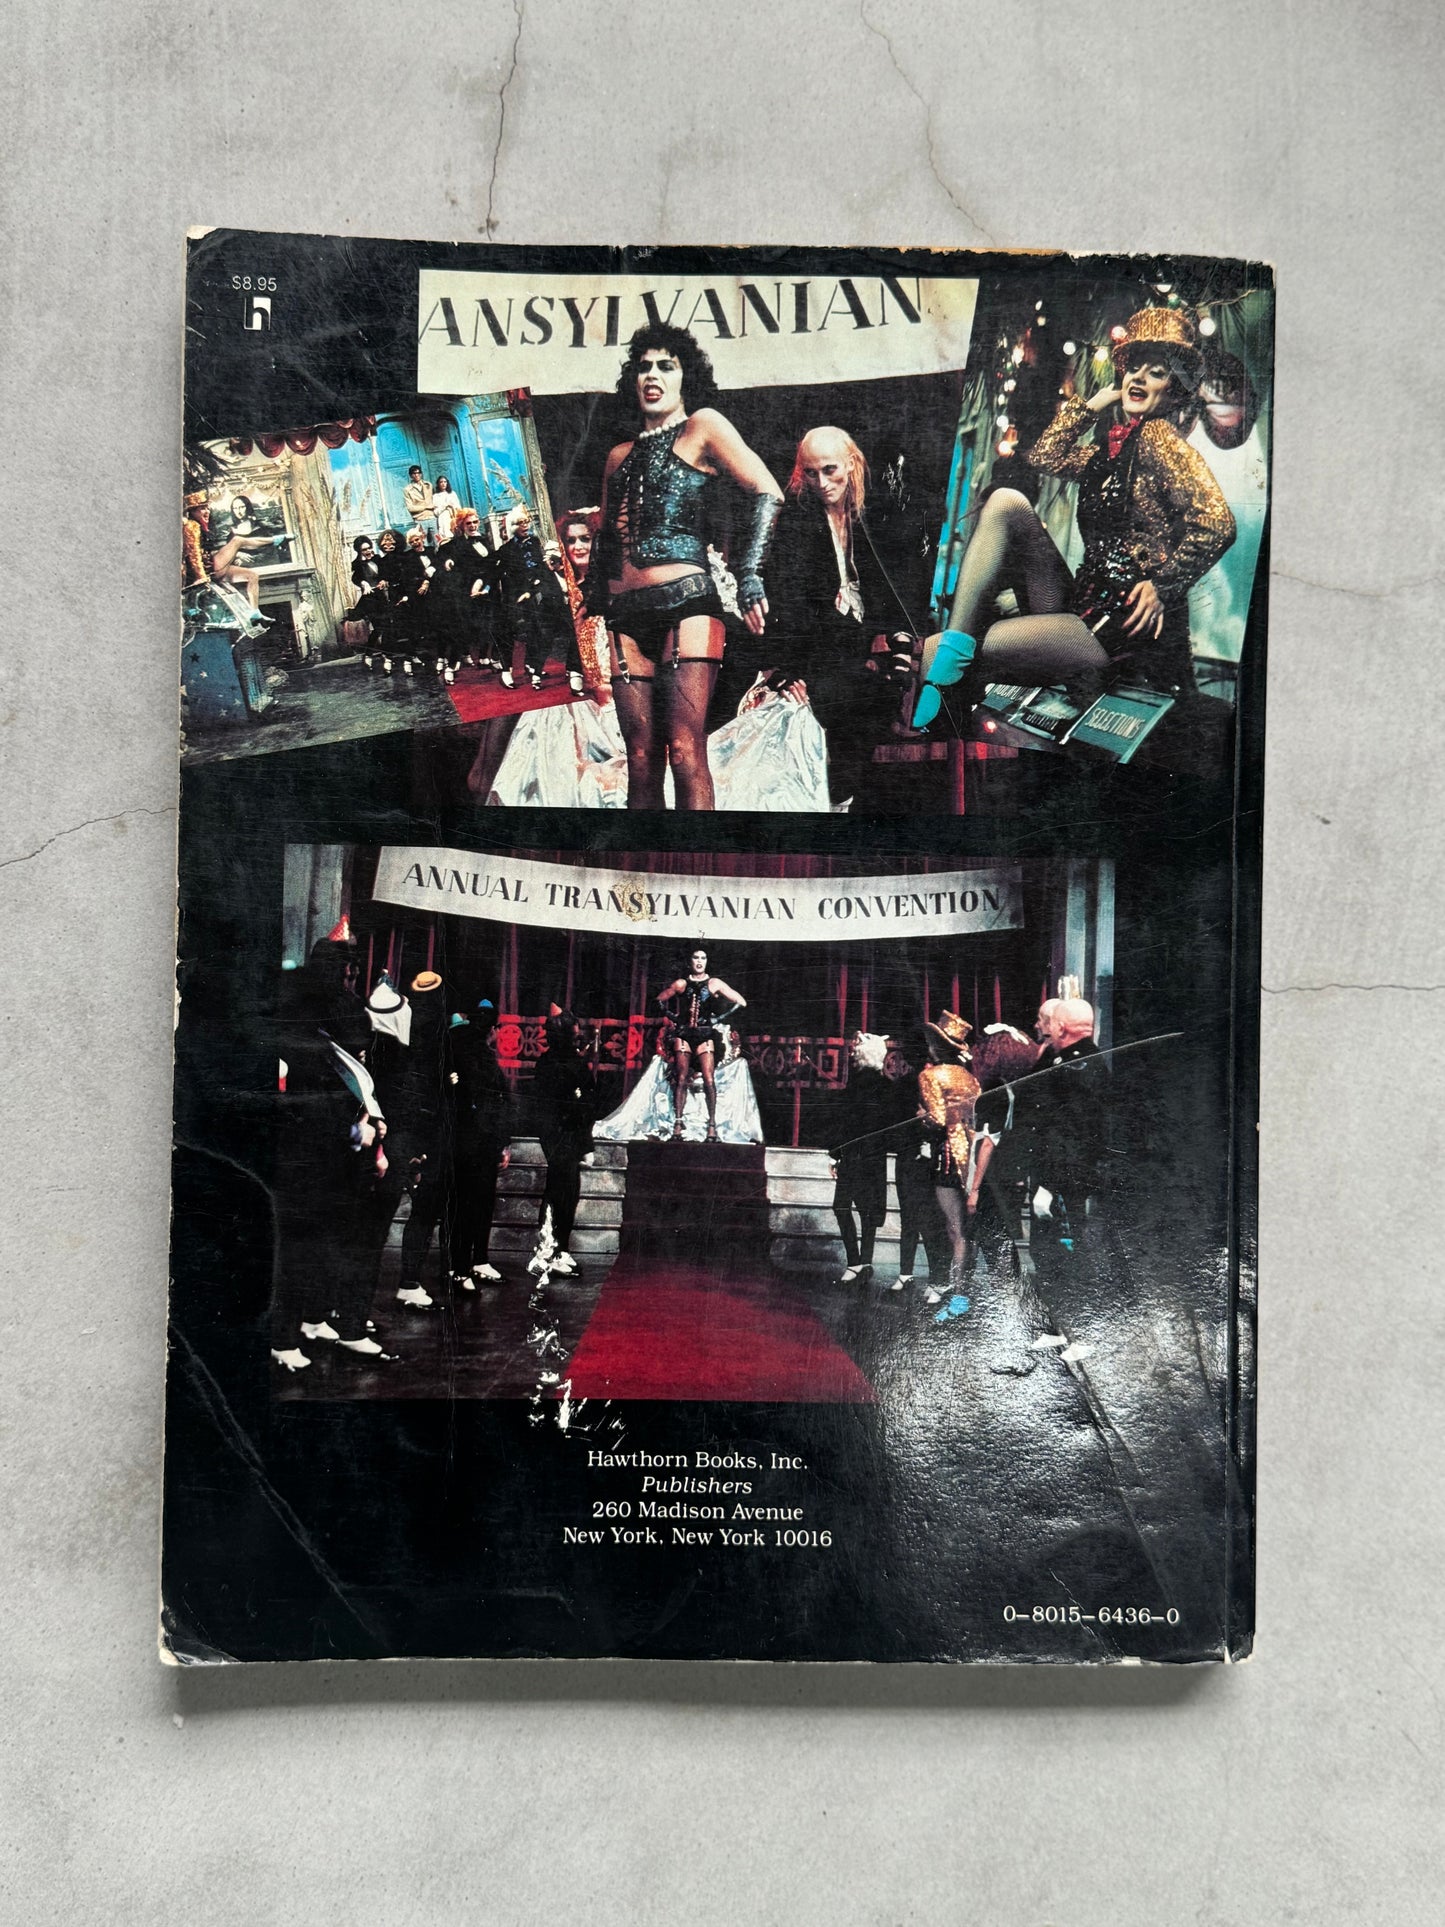 $8.95
h
ANSYLVANIAN
SELECTIONS
ANNUAL TRANSYLVANIAN CONVENTION
Hawthorn Books, Inc.
Publishers
260 Madison Avenue
New York, New York 10016
0-8015-6436-0